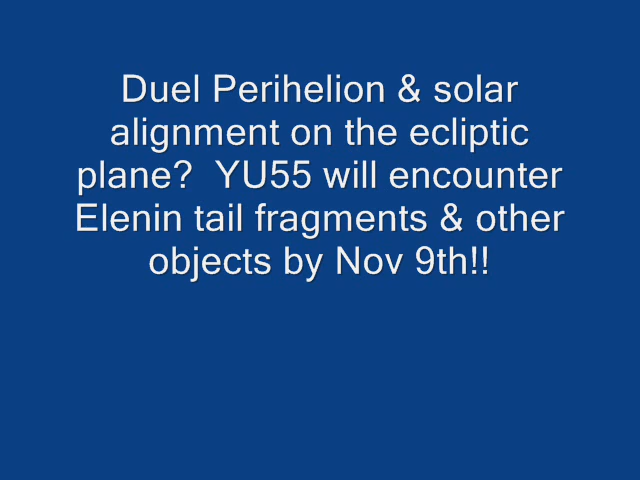 Duel Perihelion & solar
alignment on the ecliptic
plane?  YU55 will encounter
Elenin tail fragments & other
objects by Nov 9th!!